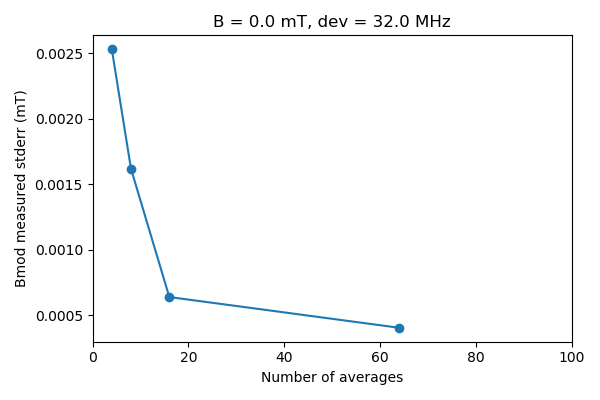 B = 0.0 mT, dev = 32.0 MHz
Bmod measured stderr (mT)
0.0025
0.0020
0.0015
0.0010
0.0005
0 20 40 60 80 100
Number of averages